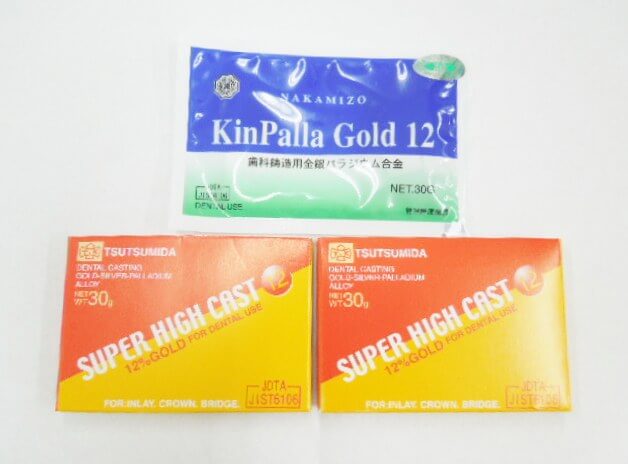 NAKAMIZO
KinPalla Gold 12
歯科鋳造用金銀パラジウム合金
JDTA
JIST6106
DENTAL USE
NET.30G
TSUTSUMIDA
DENTAL CASTING
GOLD-SILVER-PALLADIUM
ALLOY
NET
WT 30g
SUPER HIGH CAST 12
12% GOLD FOR DENTAL USE
JDTA
JIST6106
FOR:INLAY. CROWN. BRIDGE.
TSUTSUMIDA
DENTAL CASTING
GOLD-SILVER-PALLADIUM
ALLOY
NET
WT 30g
SUPER HIGH CAST 12
12% GOLD FOR DENTAL USE
JDTA
JIST6106
FOR:INLAY. CROWN. BRIDGE.